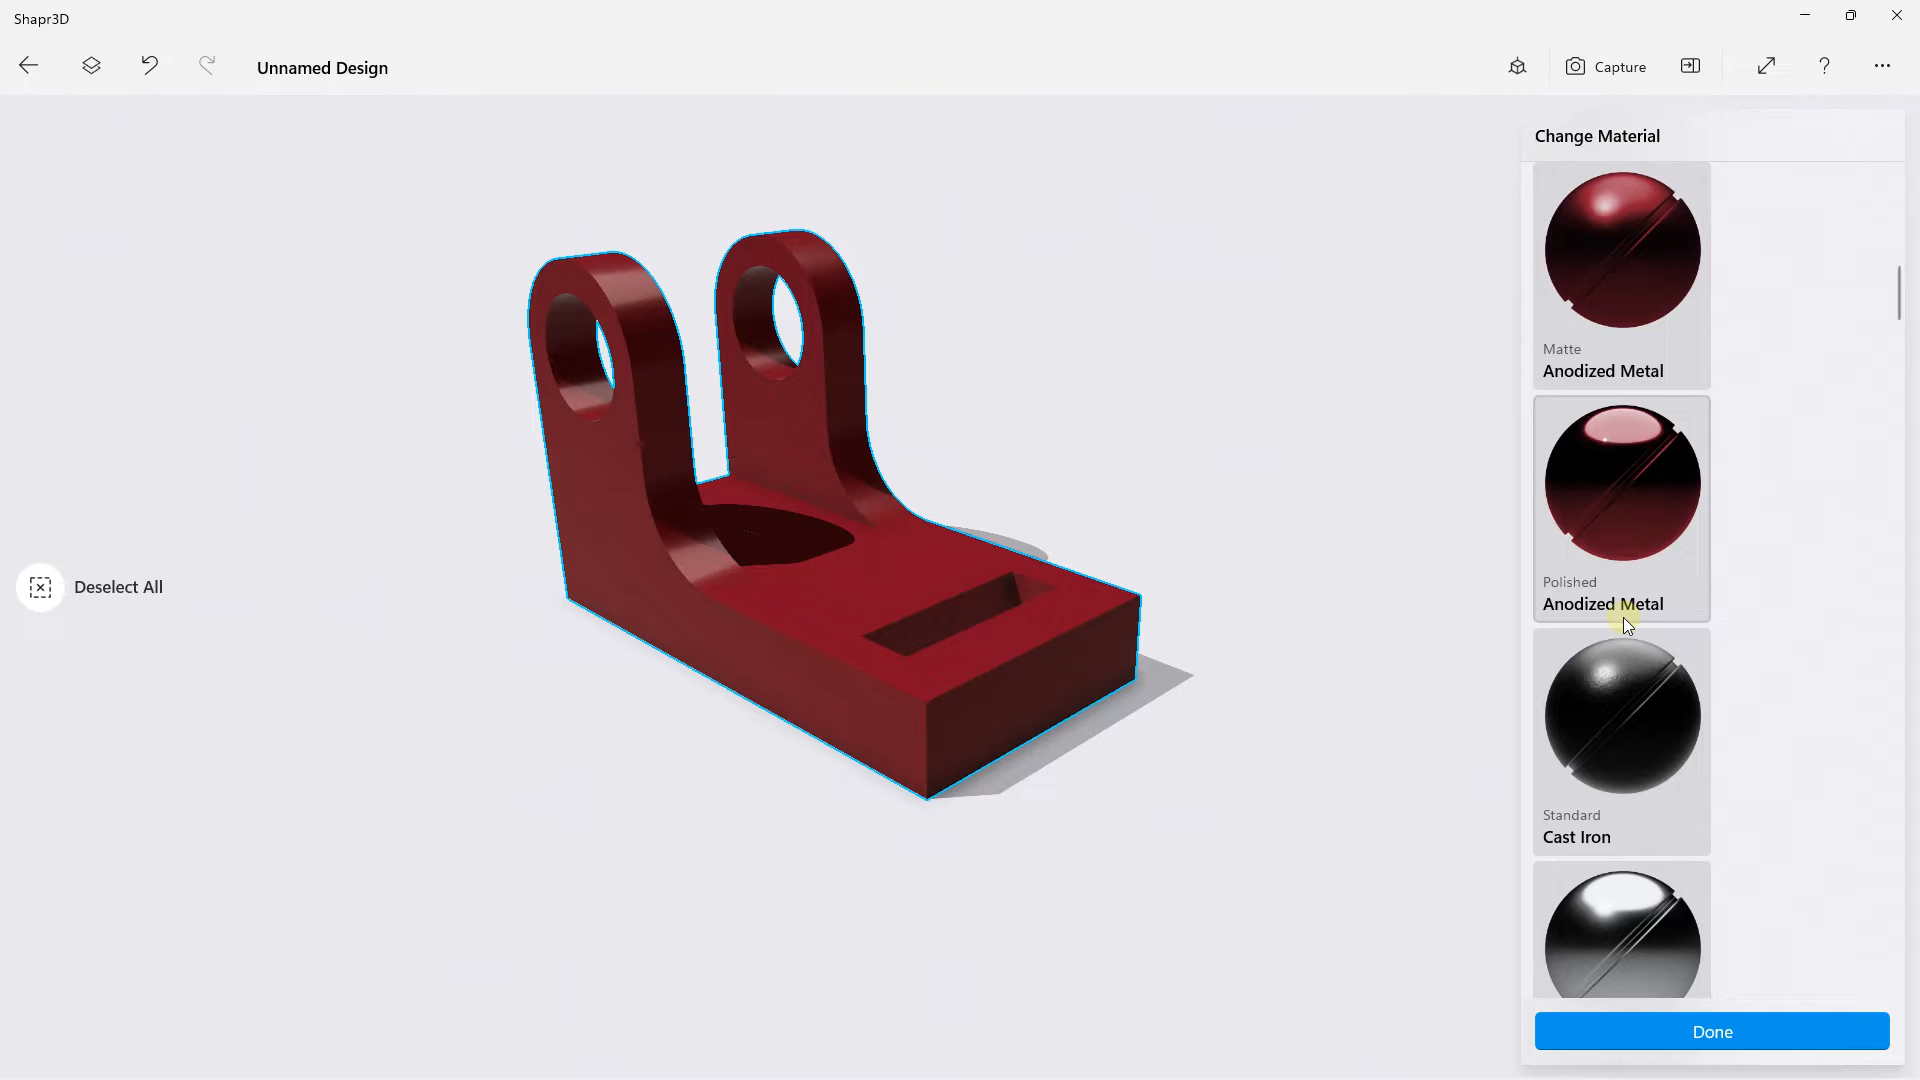 Shapr3D
Unnamed Design
Capture
Change Material
Matte
Anodized Metal
Polished
Anodized Metal
Deselect All
Standard
Cast Iron
Done